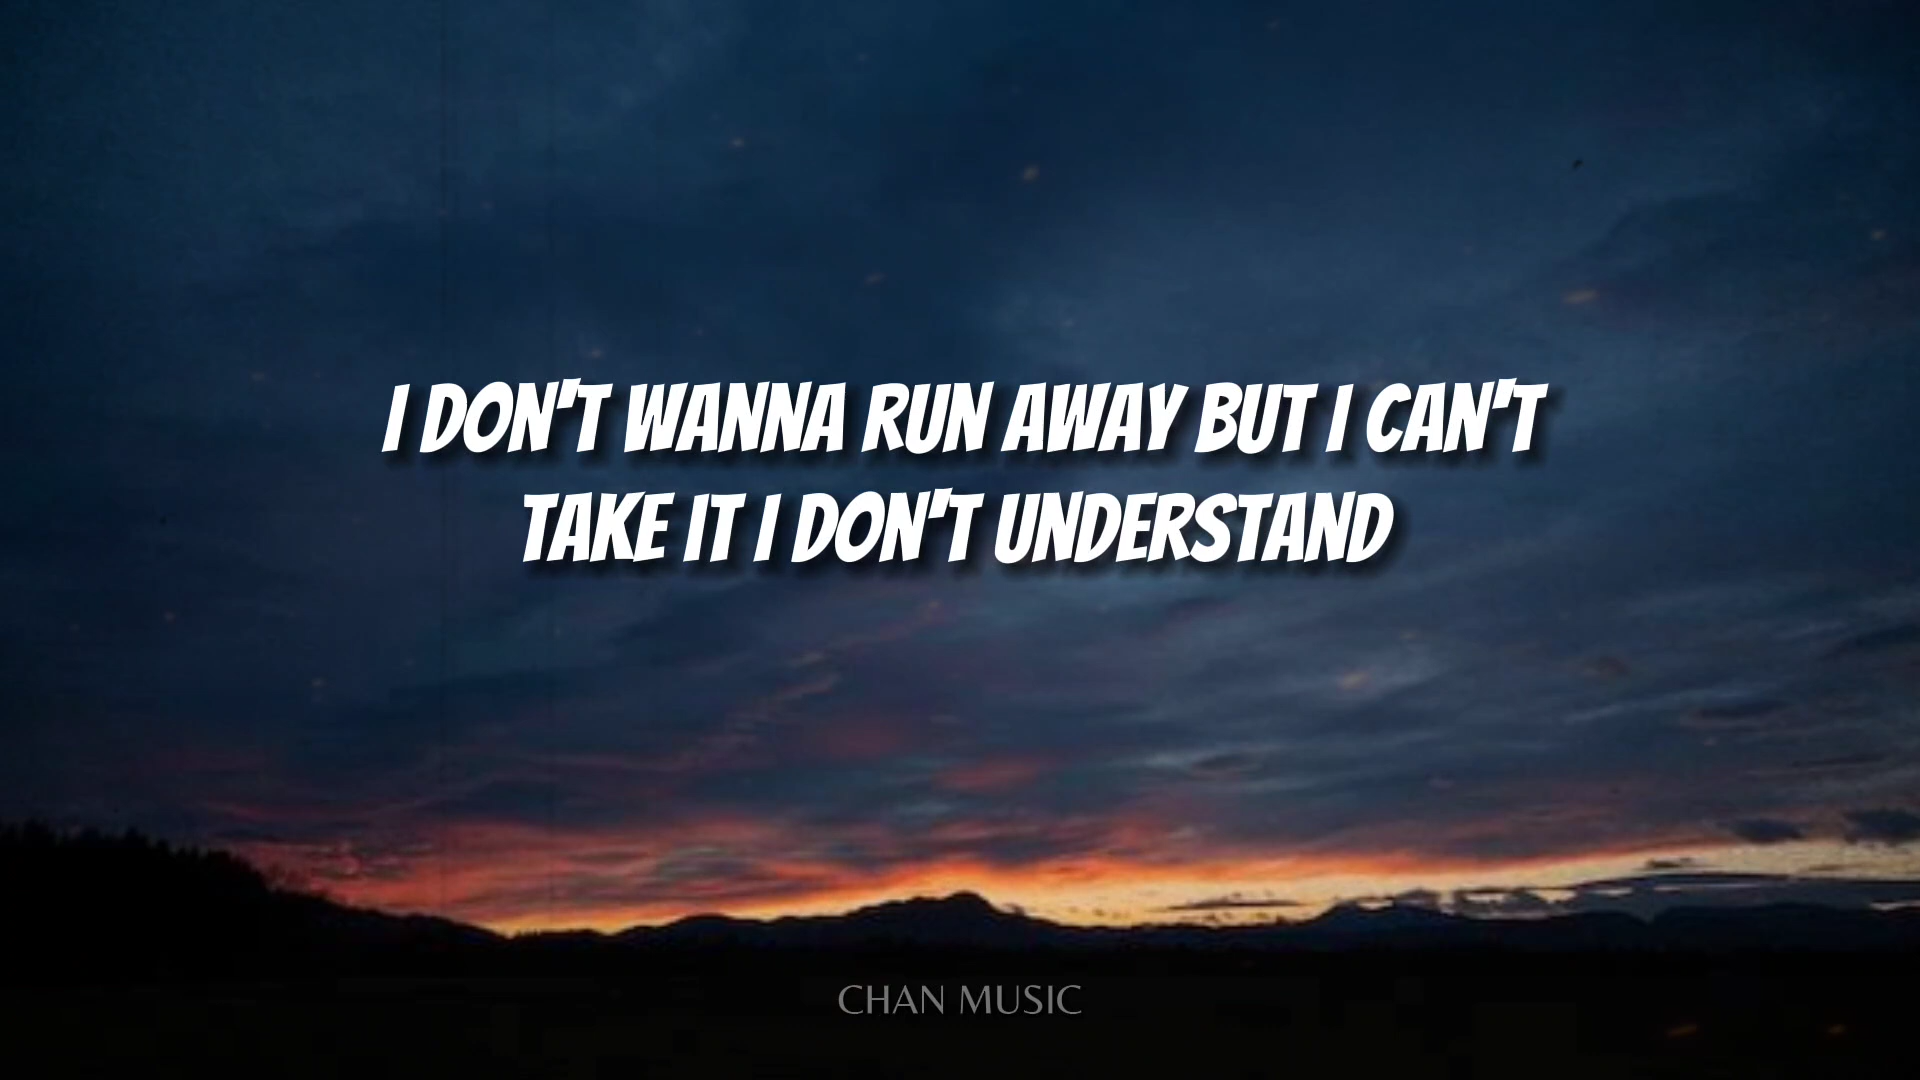 I DON'T WANNA RUN AWAY BUT I CAN'T
TAKE IT I DON'T UNDERSTAND
CHAN MUSIC